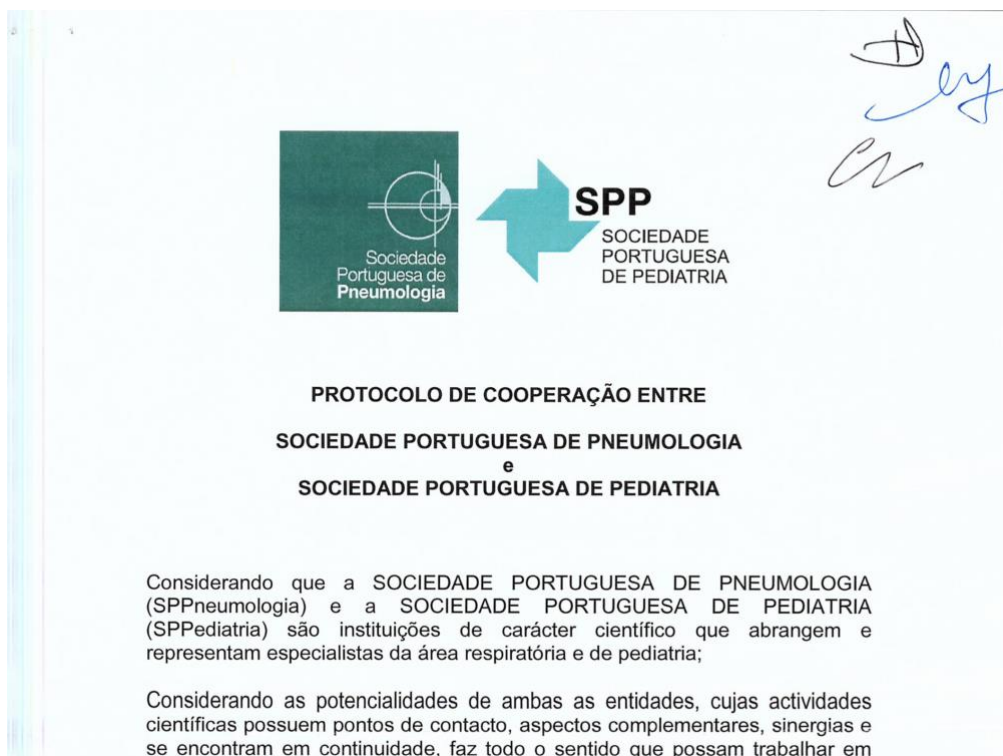 Sociedade
Portuguesa de
Pneumologia
SPP
SOCIEDADE
PORTUGUESA
DE PEDIATRIA
PROTOCOLO DE COOPERAÇÃO ENTRE
SOCIEDADE PORTUGUESA DE PNEUMOLOGIA
e
SOCIEDADE PORTUGUESA DE PEDIATRIA
Considerando que a SOCIEDADE PORTUGUESA DE PNEUMOLOGIA
(SPPneumologia) e a SOCIEDADE PORTUGUESA DE PEDIATRIA
(SPPediatria) são instituições de carácter científico que abrangem e
representam especialistas da área respiratória e de pediatria;
Considerando as potencialidades de ambas as entidades, cujas actividades
científicas possuem pontos de contacto, aspectos complementares, sinergias e
se encontram em continuidade, faz todo o sentido que possam trabalhar em